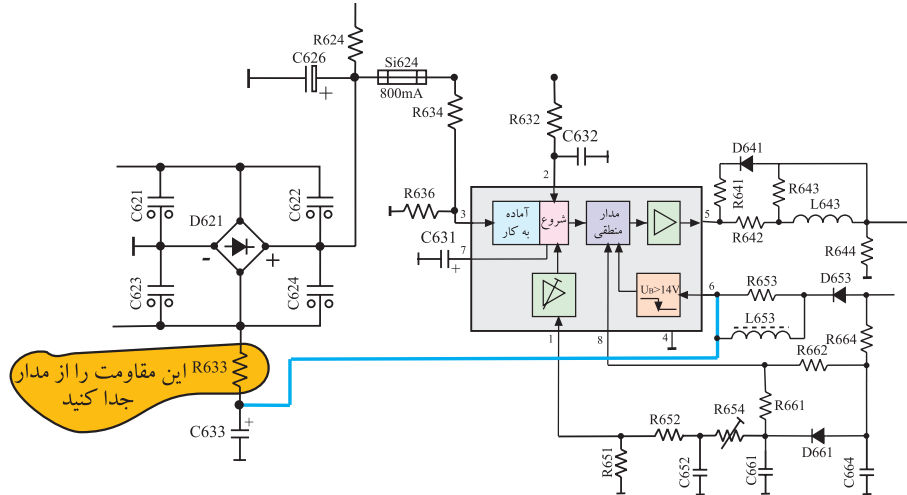 R624
C626
+
Si624
800mA
R634
R632
C632
2
D641
R641
R643
L643
R642
R644
C621
C622
D621
-
+
C623
C624
R636
3
C631
+
7
آماده
به کار
شروع
مدار
منطقی
5
UB>14V
6
R653
D653
L653
R664
1
8
4
R662
این مقاومت را از مدار
جدا کنید
R633
+
C633
R661
R652
R654
D661
R651
C652
C661
C664